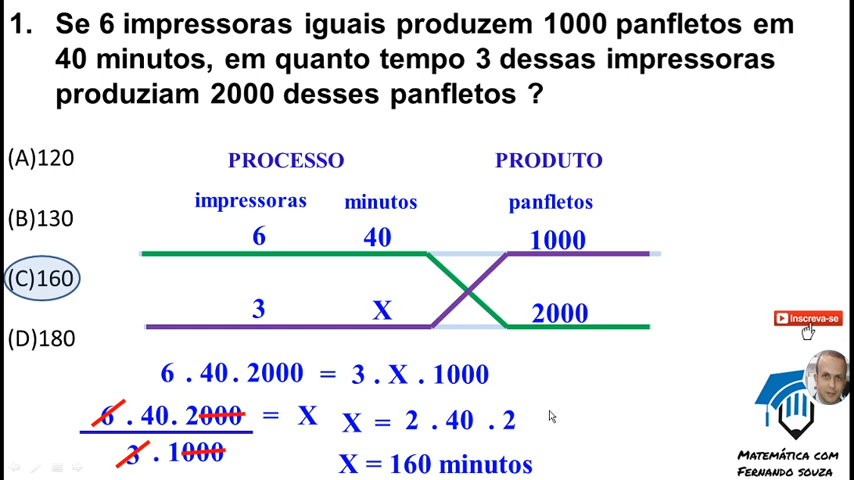 1. Se 6 impressoras iguais produzem 1000 panfletos em
40 minutos, em quanto tempo 3 dessas impressoras
produziam 2000 desses panfletos ?
(A)120
(B)130
(C)160
(D)180
PROCESSO PRODUTO
impressoras minutos panfletos
6 40 1000
3 X 2000
6 . 40 . 2000 = 3 . X . 1000
6 . 40. 2000 = X
3 . 1000
X = 2 . 40 . 2
X = 160 minutos
Inscreva-se
Matemática com
Fernando souza